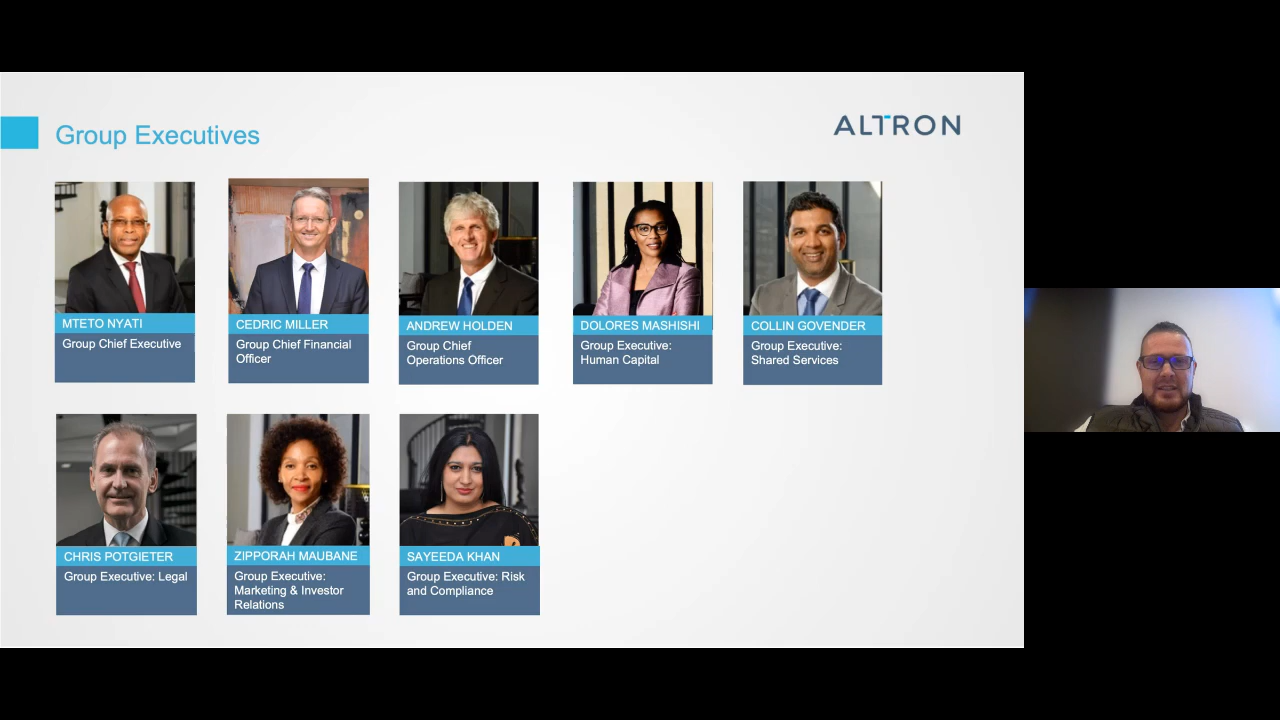 Group Executives
ALTRON
MTETO NYATI
Group Chief Executive
CEDRIC MILLER
Group Chief Financial
Officer
ANDREW HOLDEN
Group Chief
Operations Officer
DOLORES MASHISHI
Group Executive:
Human Capital
COLLIN GOVENDER
Group Executive:
Shared Services
CHRIS POTGIETER
Group Executive: Legal
ZIPPORAH MAUBANE
Group Executive:
Marketing & Investor
Relations
SAYEEDA KHAN
Group Executive: Risk
and Compliance